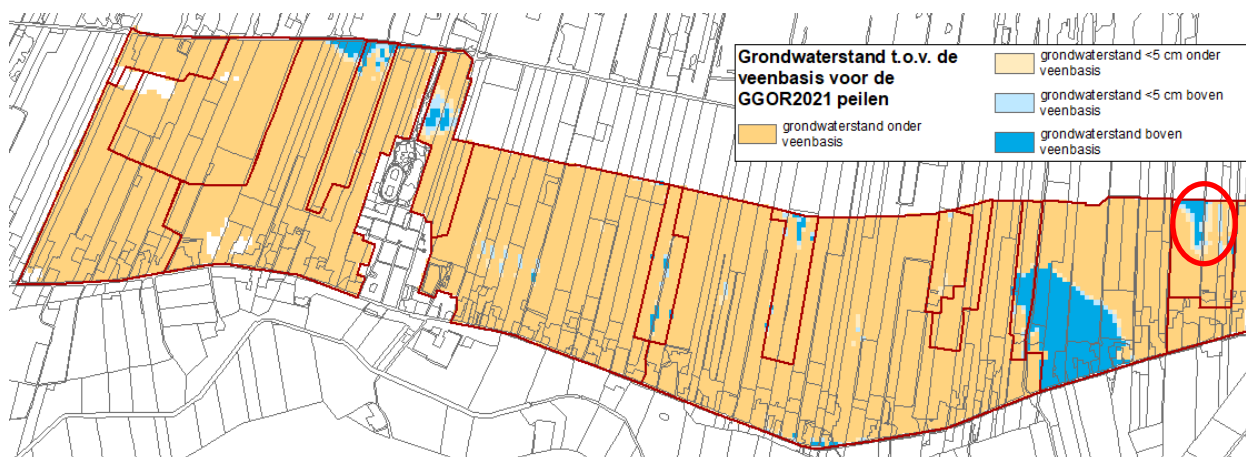 Grondwaterstand t.o.v. de
veenbasis voor de
GGOR2021 peilen
grondwaterstand onder
veenbasis
grondwaterstand <5 cm onder
veenbasis
grondwaterstand <5 cm boven
veenbasis
grondwaterstand boven
veenbasis